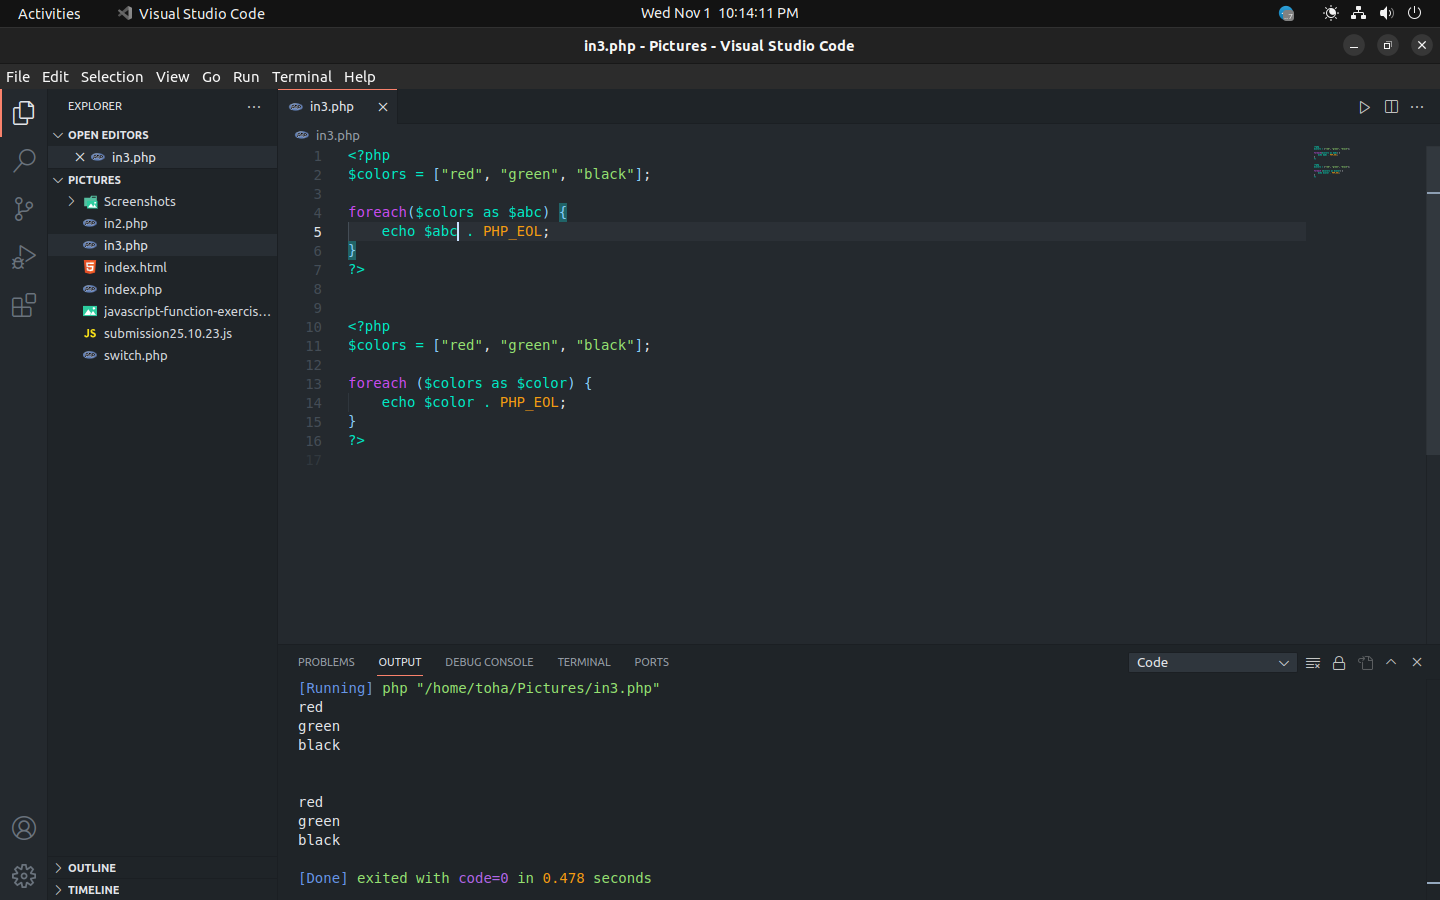 Activities Visual Studio Code Wed Nov 1 10:14:11 PM
in3.php - Pictures - Visual Studio Code
File Edit Selection View Go Run Terminal Help
EXPLORER
OPEN EDITORS
in3.php
PICTURES
Screenshots
in2.php
in3.php
index.html
index.php
javascript-function-exercis...
JS submission25.10.23.js
switch.php
OUTLINE
TIMELINE
in3.php
in3.php
1 <?php
2 $colors = ["red", "green", "black"];
3
4 foreach($colors as $abc) {
5     echo $abc . PHP_EOL;
6 }
7 ?>
8
9
10 <?php
11 $colors = ["red", "green", "black"];
12
13 foreach ($colors as $color) {
14     echo $color . PHP_EOL;
15 }
16 ?>
17
PROBLEMS OUTPUT DEBUG CONSOLE TERMINAL PORTS Code
[Running] php "/home/toha/Pictures/in3.php"
red
green
black
red
green
black
[Done] exited with code=0 in 0.478 seconds